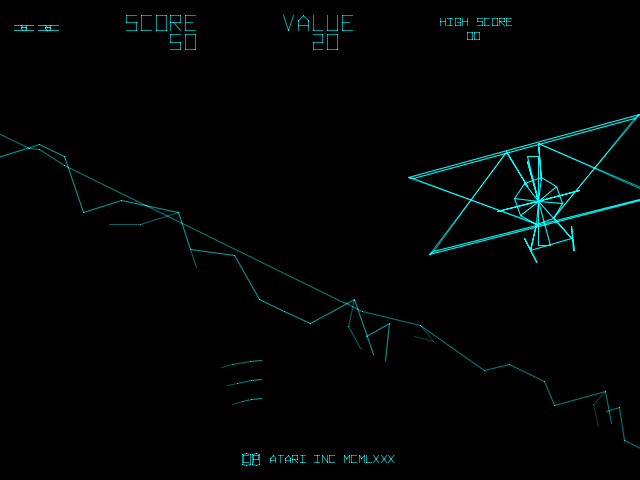 SCORE
50
VALUE
20
HIGH SCORE
00
ATARI INC MCMLXXX